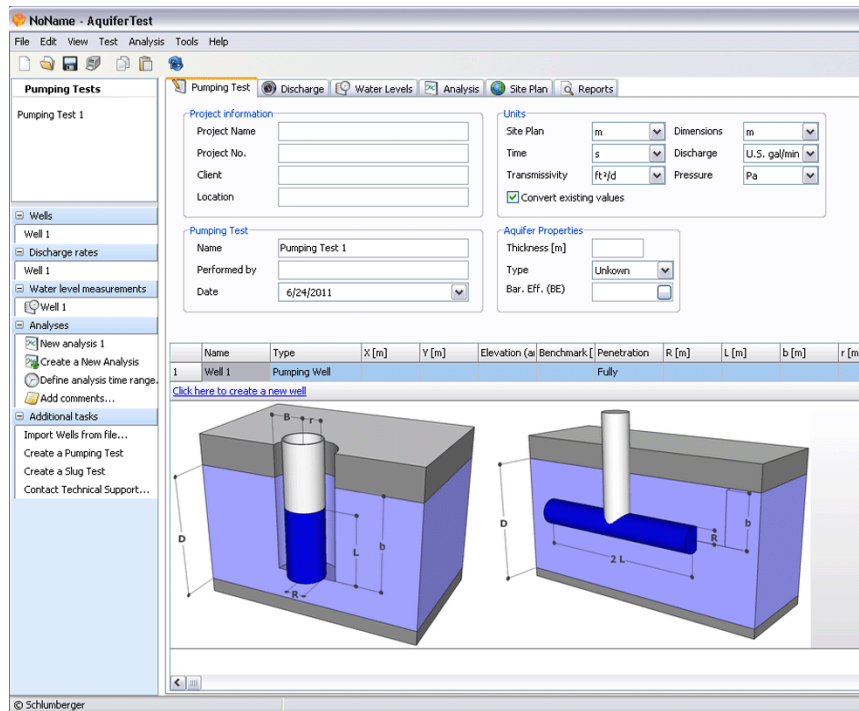 NoName - AquiferTest
File Edit View Test Analysis Tools Help
Pumping Tests
Pumping Test 1
Wells
Well 1
Discharge rates
Well 1
Water level measurements
Well 1
Analyses
New analysis 1
Create a New Analysis
Define analysis time range.
Add comments...
Additional tasks
Import Wells from file...
Create a Pumping Test
Create a Slug Test
Contact Technical Support...
Pumping Test Discharge Water Levels Analysis Site Plan Reports
Project information
Project Name
Project No.
Client
Location
Units
Site Plan m Dimensions m
Time s Discharge U.S. gal/min
Transmissivity ft²/d Pressure Pa
Convert existing values
Pumping Test
Name Pumping Test 1
Performed by
Date 6/24/2011
Aquifer Properties
Thickness [m]
Type Unkown
Bar. Eff. (BE)
Name Type X [m] Y [m] Elevation (a Benchmark [ Penetration R [m] L [m] b [m] r [m
1 Well 1 Pumping Well Fully
Click here to create a new well
B r
D
L
b
R
D
b
R
2 L
© Schlumberger